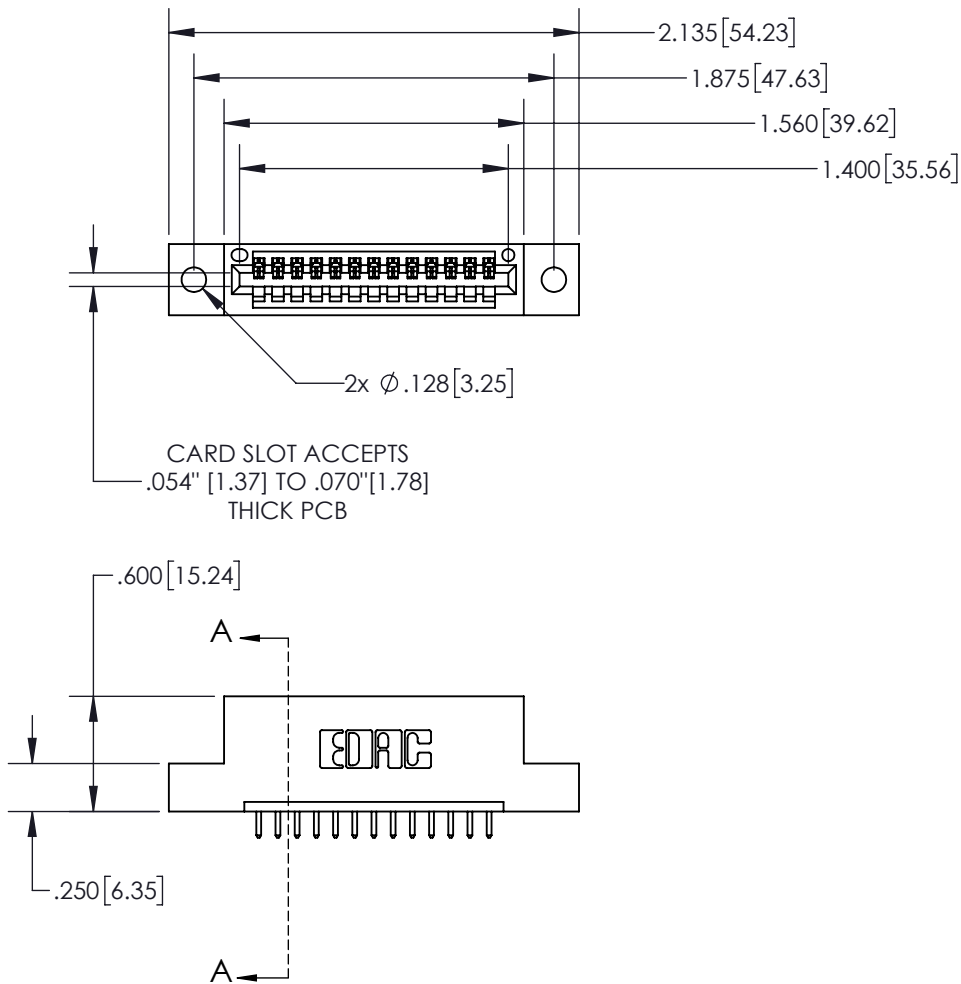 2.135[54.23]
1.875[47.63]
1.560[39.62]
1.400[35.56]
2x ∅.128[3.25]
CARD SLOT ACCEPTS
.054" [1.37] TO .070"[1.78]
THICK PCB
.600[15.24]
A
EDAC
.250[6.35]
A